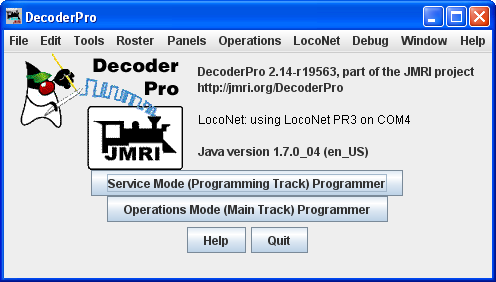 DecoderPro
File Edit Tools Roster Panels Operations LocoNet Debug Window Help
Decoder
Pro
JMRI
DecoderPro 2.14-r19563, part of the JMRI project
http://jmri.org/DecoderPro
LocoNet: using LocoNet PR3 on COM4
Java version 1.7.0_04 (en_US)
Service Mode (Programming Track) Programmer
Operations Mode (Main Track) Programmer
Help Quit